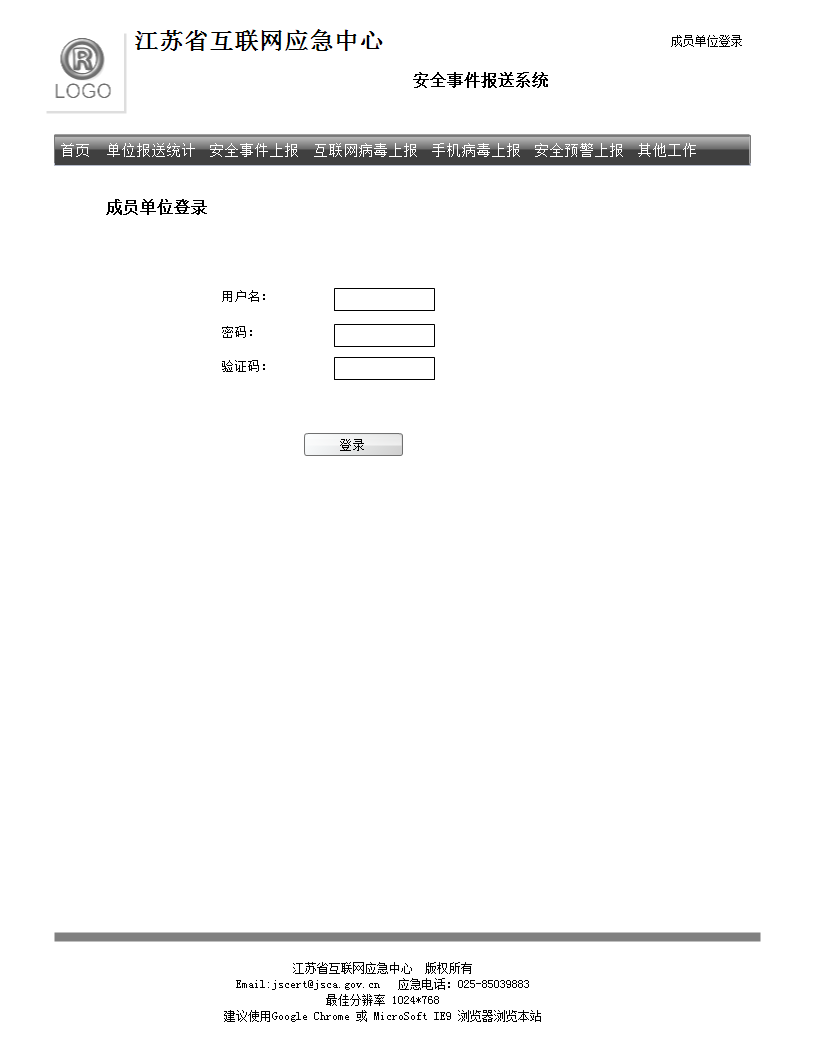 ® LOGO
江苏省互联网应急中心
成员单位登录
安全事件报送系统
首页 单位报送统计 安全事件上报 互联网病毒上报 手机病毒上报 安全预警上报 其他工作
成员单位登录
用户名：
密码：
验证码：
登录
江苏省互联网应急中心 版权所有
Email:jscert@jsca.gov.cn 应急电话：025-85039883
最佳分辨率 1024*768
建议使用Google Chrome 或 MicroSoft IE9 浏览器浏览本站